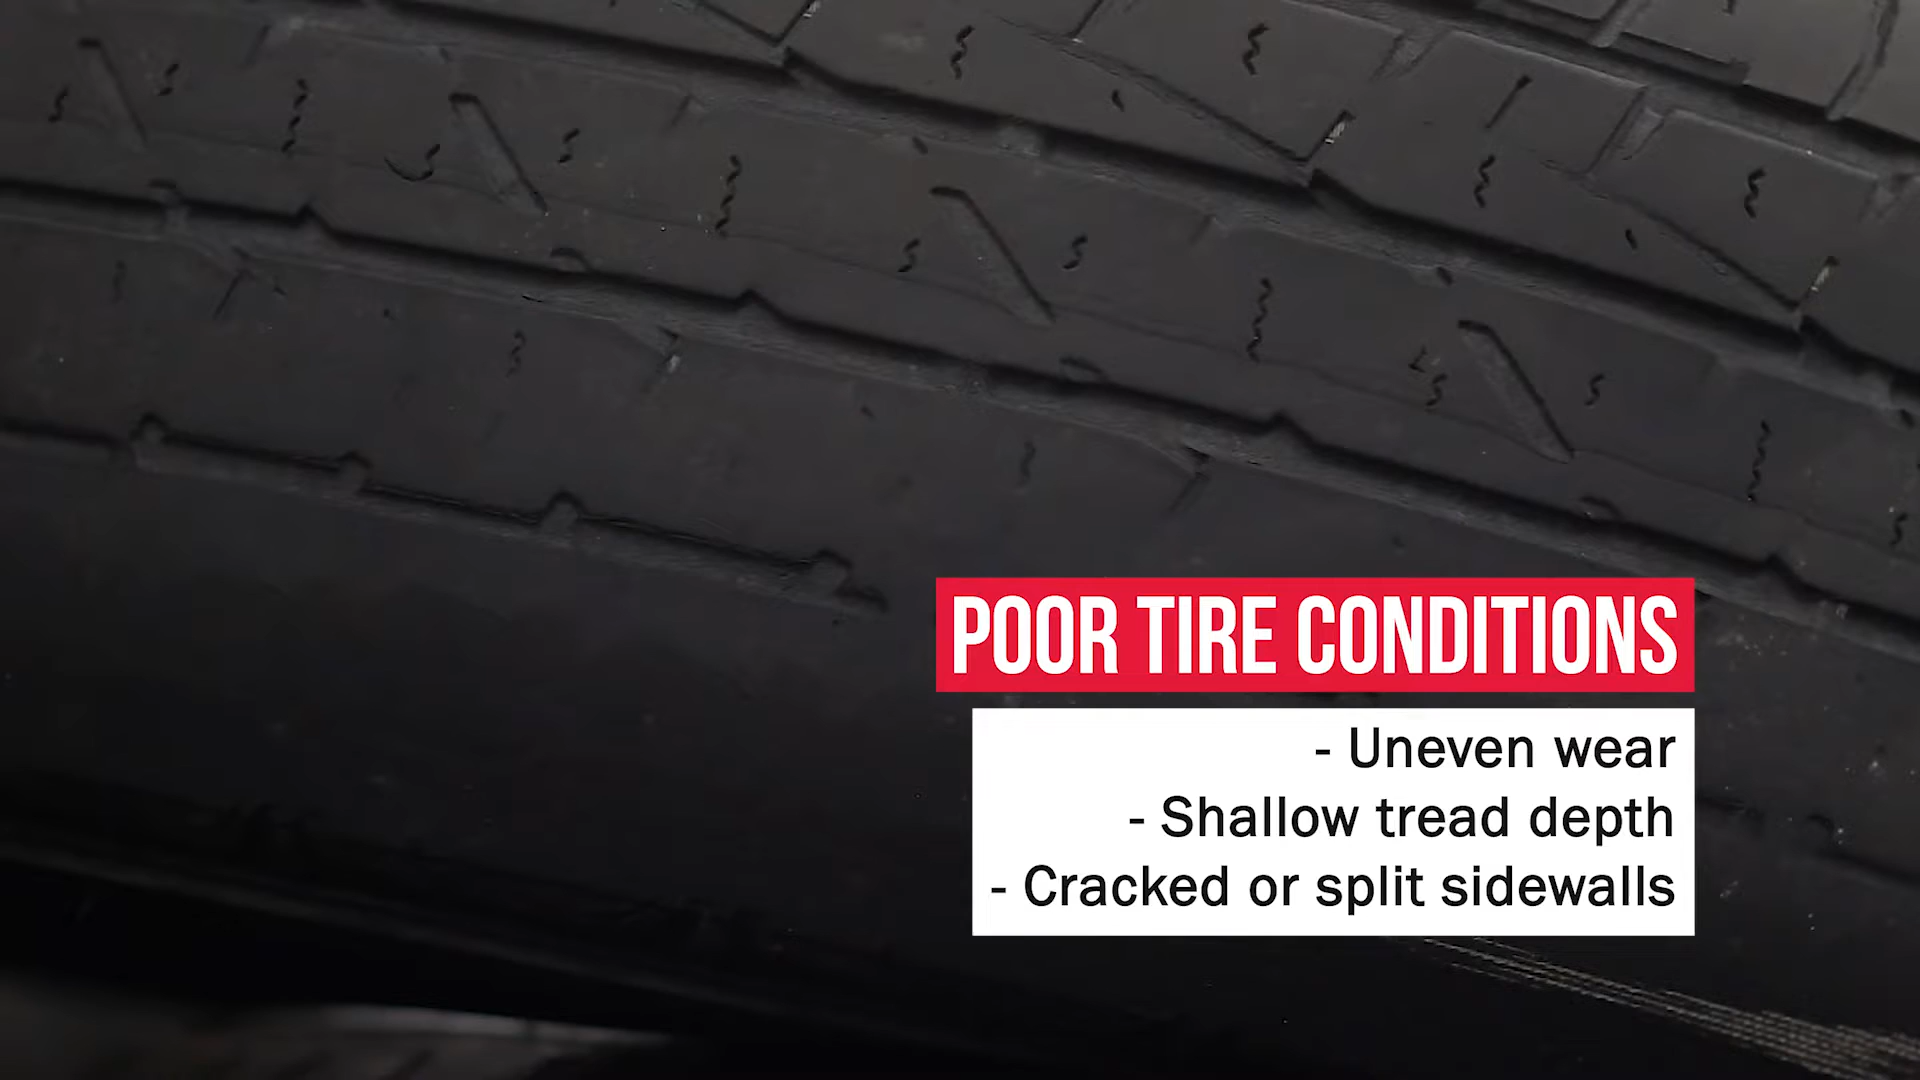 POOR TIRE CONDITIONS
- Uneven wear
- Shallow tread depth
- Cracked or split sidewalls